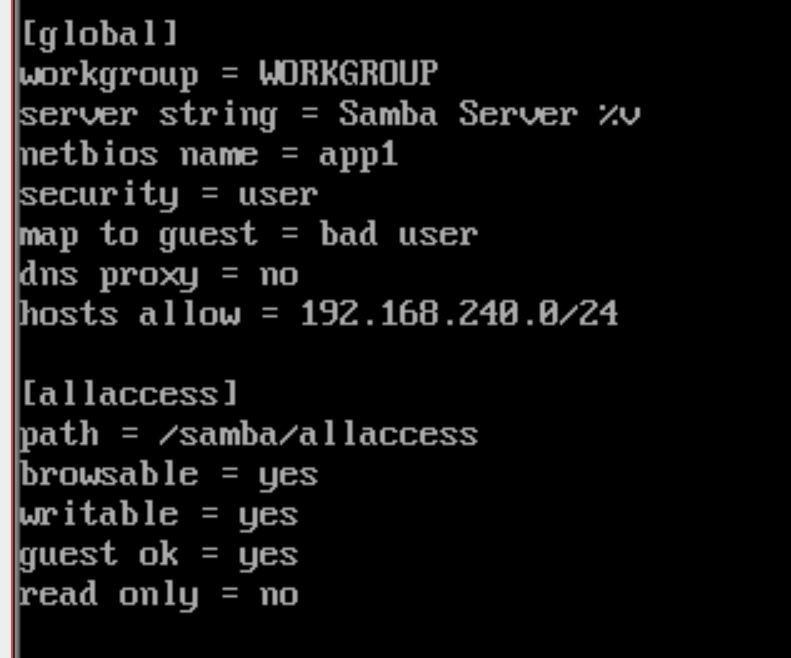 [global]
workgroup = WORKGROUP
server string = Samba Server %v
netbios name = app1
security = user
map to guest = bad user
dns proxy = no
hosts allow = 192.168.240.0/24

[allaccess]
path = /samba/allaccess
browsable = yes
writable = yes
guest ok = yes
read only = no